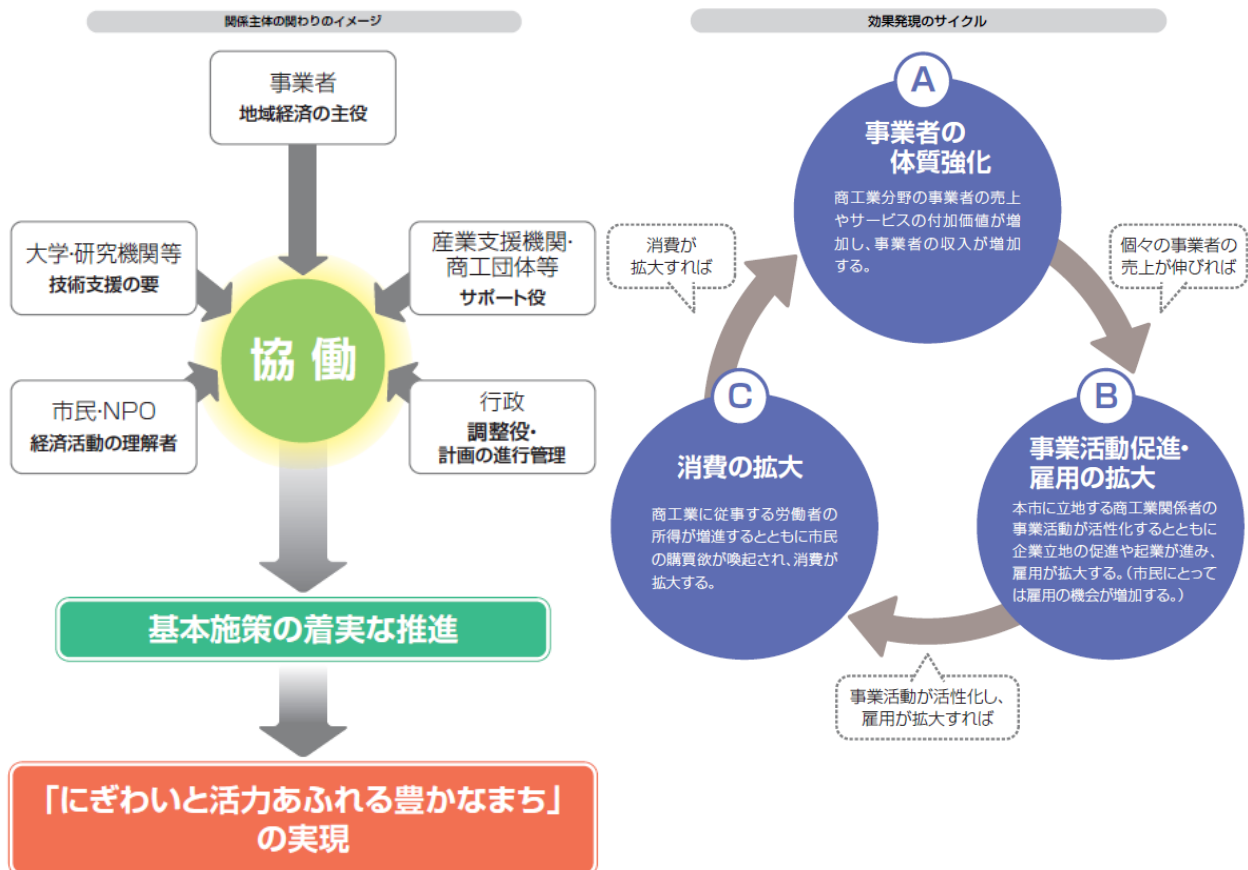 関係主体の関わりのイメージ
事業者
地域経済の主役
大学・研究機関等
技術支援の要
産業支援機関・
商工団体等
サポート役
協働
市民・NPO
経済活動の理解者
行政
調整役・
計画の進行管理
基本施策の着実な推進
「にぎわいと活力あふれる豊かなまち」
の実現
効果発現のサイクル
A
事業者の
体質強化
商工業分野の事業者の売上
やサービスの付加価値が増
加し、事業者の収入が増加
する。
個々の事業者の
売上が伸びれば
B
事業活動促進・
雇用の拡大
本市に立地する商工業関係者の
事業活動が活性化するとともに
企業立地の促進や起業が進み、
雇用が拡大する。(市民にとって
は雇用の機会が増加する。)
事業活動が活性化し、
雇用が拡大すれば
C
消費の拡大
商工業に従事する労働者の
所得が増進するとともに市民
の購買欲が喚起され、消費が
拡大する。
消費が
拡大すれば